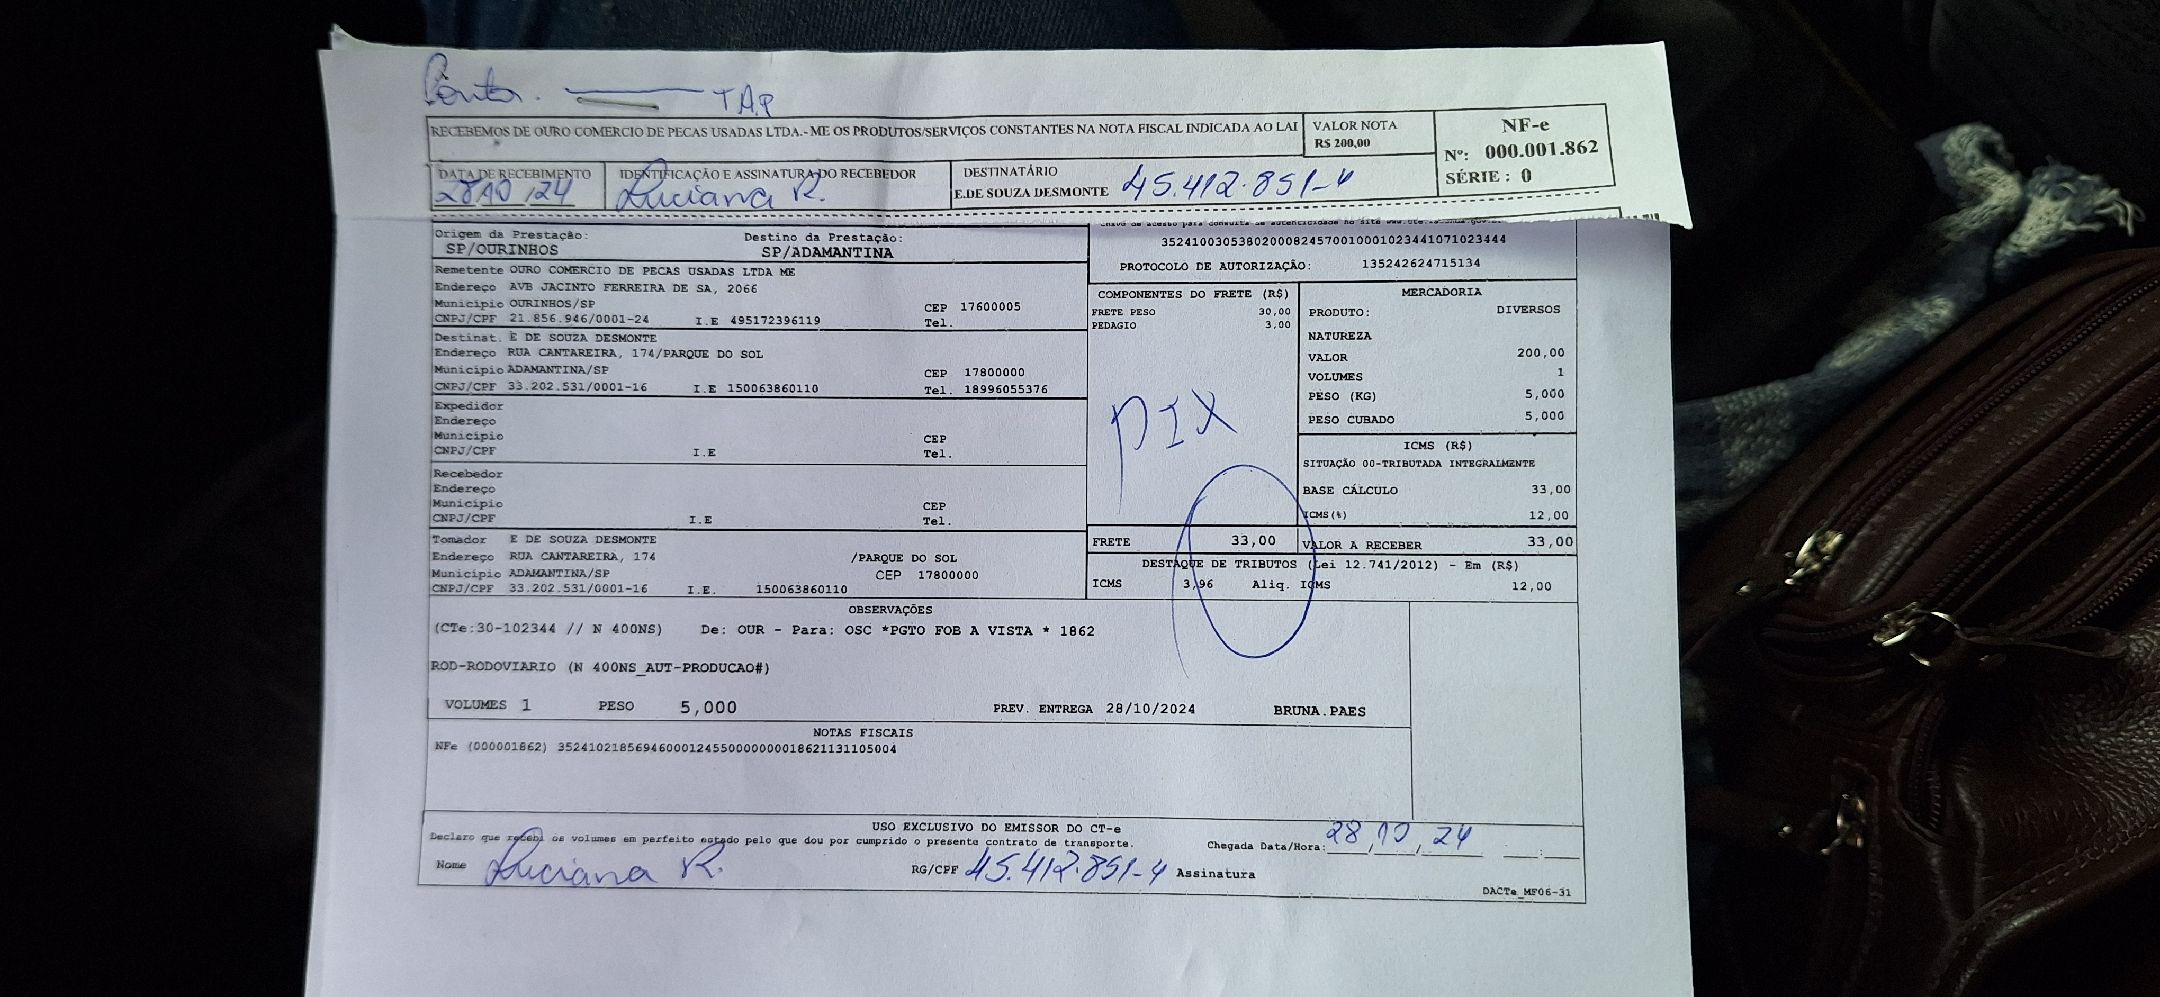 TAP
RECEBEMOS DE OURO COMERCIO DE PECAS USADAS LTDA.- ME OS PRODUTOS/SERVIÇOS CONSTANTES NA NOTA FISCAL INDICADA AO LAI
VALOR NOTA
R$ 200,00
NF-e
Nº: 000.001.862
SÉRIE : 0
DATA DE RECEBIMENTO
28/10/24
IDENTIFICAÇÃO E ASSINATURA DO RECEBEDOR
Luciana R.
DESTINATÁRIO
E.DE SOUZA DESMONTE 45.412.851-4
Chave de acesso para consulta de autenticidade no site
Origem da Prestação: Destino da Prestação:
SP/OURINHOS SP/ADAMANTINA
35241003053802000824570010001023441071023444
PROTOCOLO DE AUTORIZAÇÃO: 135242624715134
Remetente OURO COMERCIO DE PECAS USADAS LTDA ME
Endereço AVB JACINTO FERREIRA DE SA, 2066
Municipio OURINHOS/SP CEP 17600005
CNPJ/CPF 21.856.946/0001-24 I.E 495172396119 Tel.
Destinat. E DE SOUZA DESMONTE
Endereço RUA CANTAREIRA, 174/PARQUE DO SOL
Municipio ADAMANTINA/SP CEP 17800000
CNPJ/CPF 33.202.531/0001-16 I.E 150063860110 Tel. 18996055376
Expedidor
Endereço
Municipio CEP
CNPJ/CPF I.E Tel.
Recebedor
Endereço
Municipio CEP
CNPJ/CPF I.E Tel.
Tomador E DE SOUZA DESMONTE
Endereço RUA CANTAREIRA, 174 /PARQUE DO SOL
Municipio ADAMANTINA/SP CEP 17800000
CNPJ/CPF 33.202.531/0001-16 I.E. 150063860110
COMPONENTES DO FRETE (R$)
FRETE PESO 30,00
PEDAGIO 3,00
PIX
MERCADORIA
PRODUTO: DIVERSOS
NATUREZA
VALOR 200,00
VOLUMES 1
PESO (KG) 5,000
PESO CUBADO 5,000
ICMS (R$)
SITUAÇÃO 00-TRIBUTADA INTEGRALMENTE
BASE CÁLCULO 33,00
ICMS(%) 12,00
FRETE 33,00 VALOR A RECEBER 33,00
DESTAQUE DE TRIBUTOS (Lei 12.741/2012) - Em (R$)
ICMS 3,96 Aliq. ICMS 12,00
OBSERVAÇÕES
(CTe:30-102344 // N 400NS) De: OUR - Para: OSC *PGTO FOB A VISTA * 1862
ROD-RODOVIARIO (N 400NS_AUT-PRODUCAO#)
VOLUMES 1 PESO 5,000 PREV. ENTREGA 28/10/2024 BRUNA.PAES
NOTAS FISCAIS
NFe (000001862) 35241021856946000124550000000018621131105004
USO EXCLUSIVO DO EMISSOR DO CT-e
Declaro que recebi os volumes em perfeito estado pelo que dou por cumprido o presente contrato de transporte.
Chegada Data/Hora: 28/10/24
Nome Luciana R. RG/CPF 45.412.851-4 Assinatura
DACTe_MF06-31